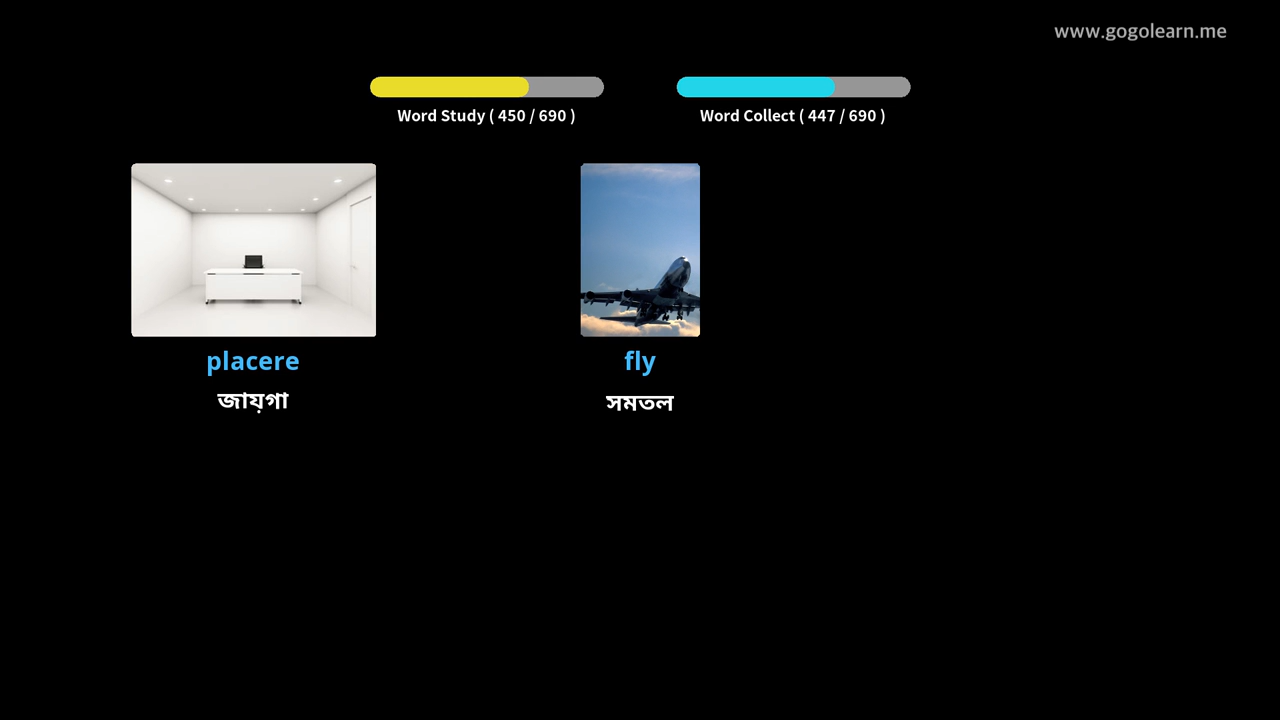 www.gogolearn.me
Word Study ( 450 / 690 )
Word Collect ( 447 / 690 )
placere
জায়গা
fly
সমতল